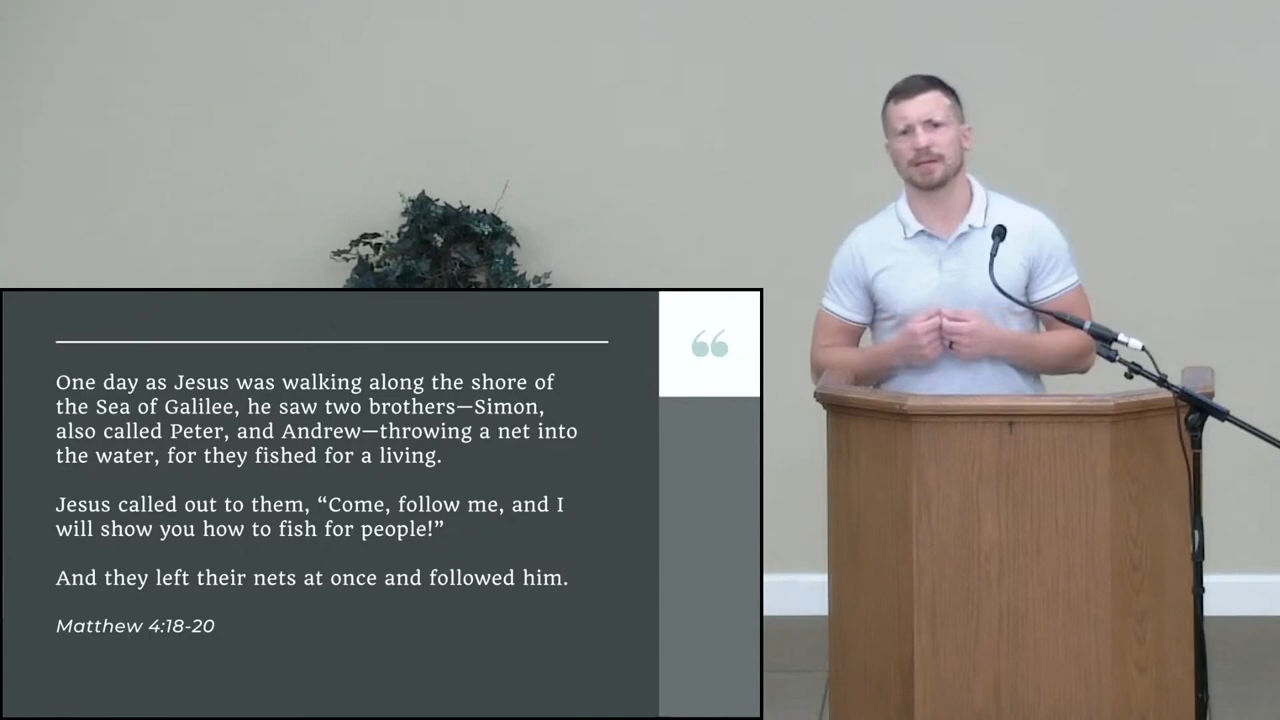 One day as Jesus was walking along the shore of
the Sea of Galilee, he saw two brothers—Simon,
also called Peter, and Andrew—throwing a net into
the water, for they fished for a living.
Jesus called out to them, “Come, follow me, and I
will show you how to fish for people!”
And they left their nets at once and followed him.
Matthew 4:18-20